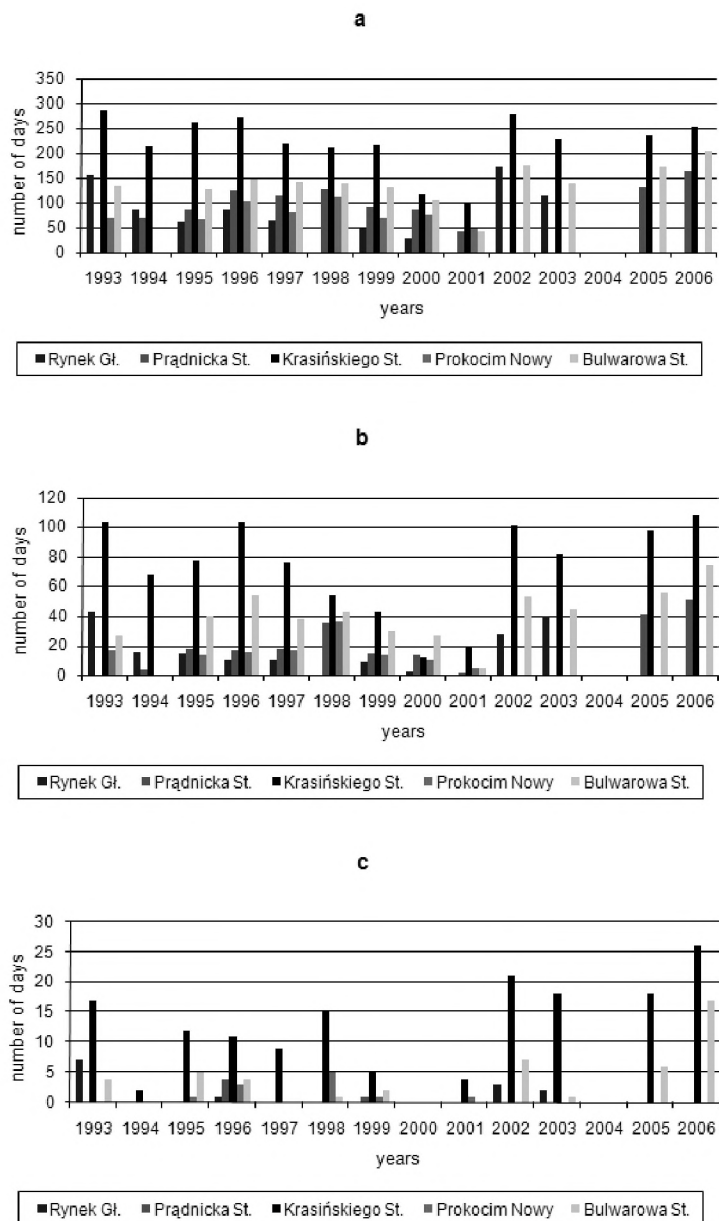 a
350
300
250
200
150
100
50
0
number of days
1993 1994 1995 1996 1997 1998 1999 2000 2001 2002 2003 2004 2005 2006
years
Rynek Gł. Prądnicka St. Krasińskiego St. Prokocim Nowy Bulwarowa St.
b
120
100
80
60
40
20
0
number of days
1993 1994 1995 1996 1997 1998 1999 2000 2001 2002 2003 2004 2005 2006
years
Rynek Gł. Prądnicka St. Krasińskiego St. Prokocim Nowy Bulwarowa St.
c
30
25
20
15
10
5
0
number of days
1993 1994 1995 1996 1997 1998 1999 2000 2001 2002 2003 2004 2005 2006
years
Rynek Gł. Prądnicka St. Krasińskiego St. Prokocim Nowy Bulwarowa St.